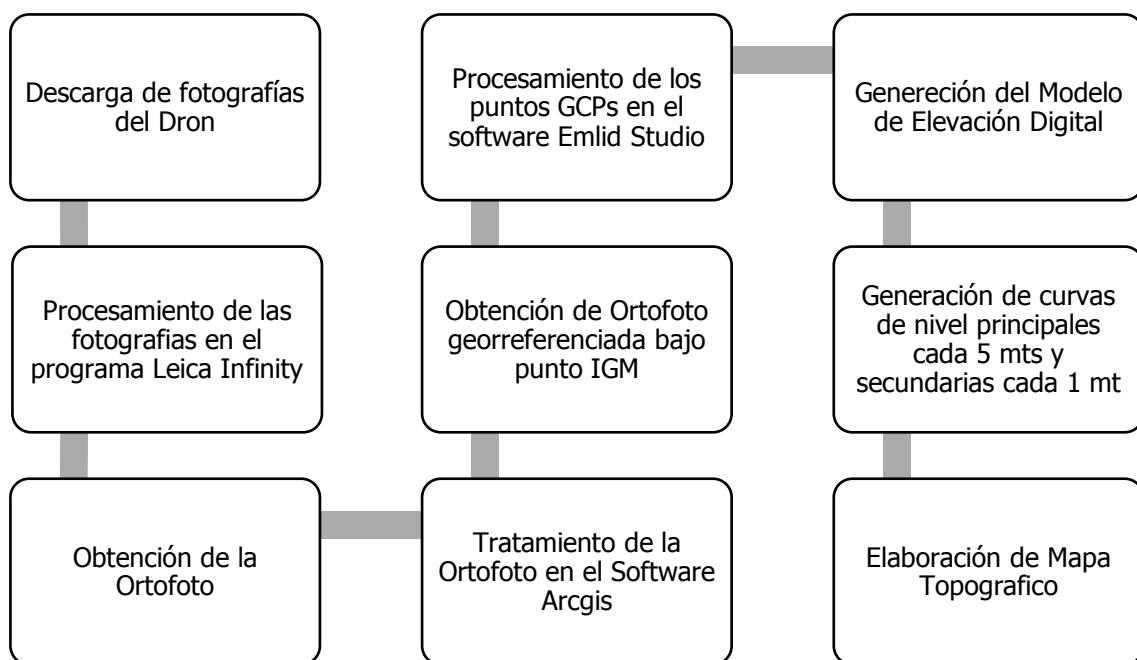 Descarga de fotografías
del Dron
Procesamiento de las
fotografias en el
programa Leica Infinity
Obtención de la
Ortofoto
Tratamiento de la
Ortofoto en el Software
Arcgis
Obtención de Ortofoto
georreferenciada bajo
punto IGM
Procesamiento de los
puntos GCPs en el
software Emlid Studio
Genereción del Modelo
de Elevación Digital
Generación de curvas
de nivel principales
cada 5 mts y
secundarias cada 1 mt
Elaboración de Mapa
Topografico